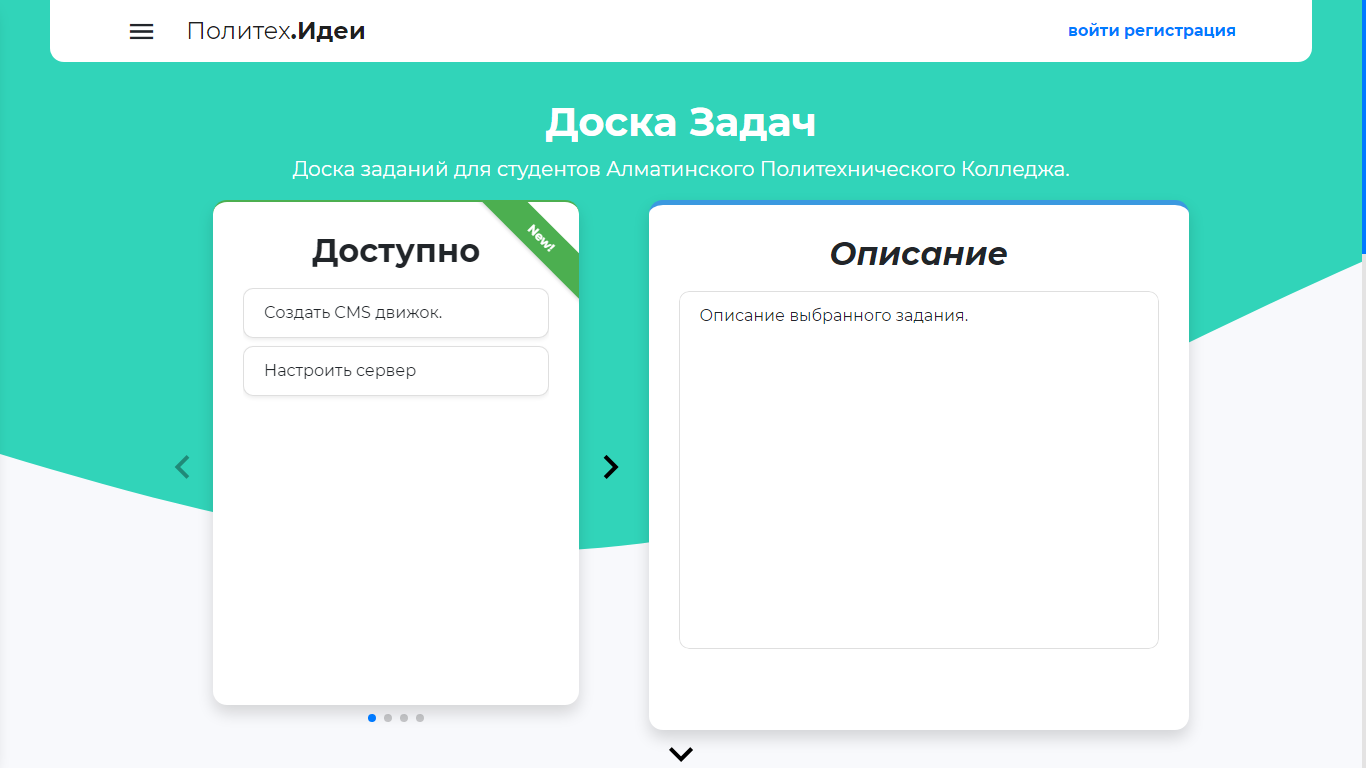 Политех.Идеи
войти регистрация
Доска Задач
Доска заданий для студентов Алматинского Политехнического Колледжа.
New!
Доступно
Создать CMS движок.
Настроить сервер
Описание
Описание выбранного задания.